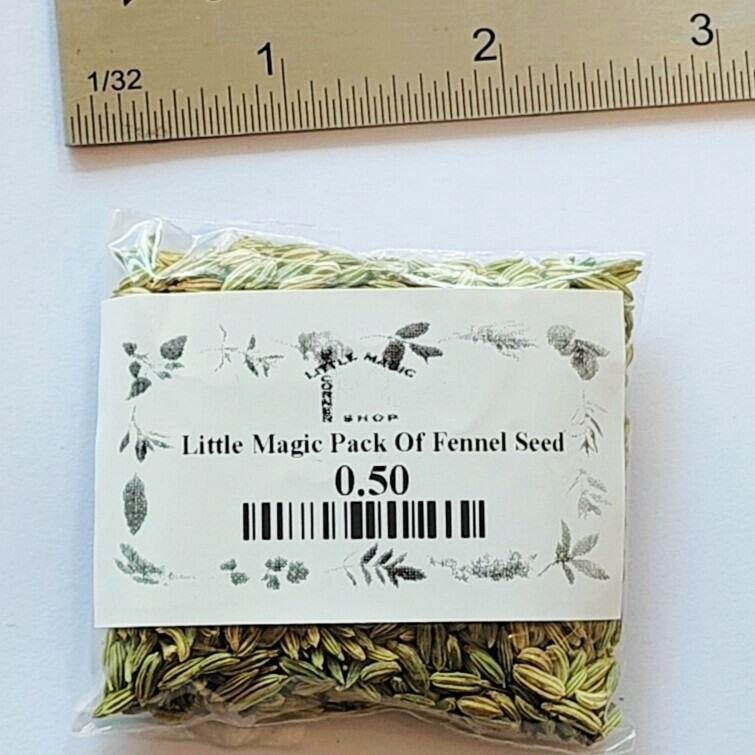 1 2 3
1/32
LITTLE MAGIC
CORNER
SHOP
Little Magic Pack Of Fennel Seed
0.50